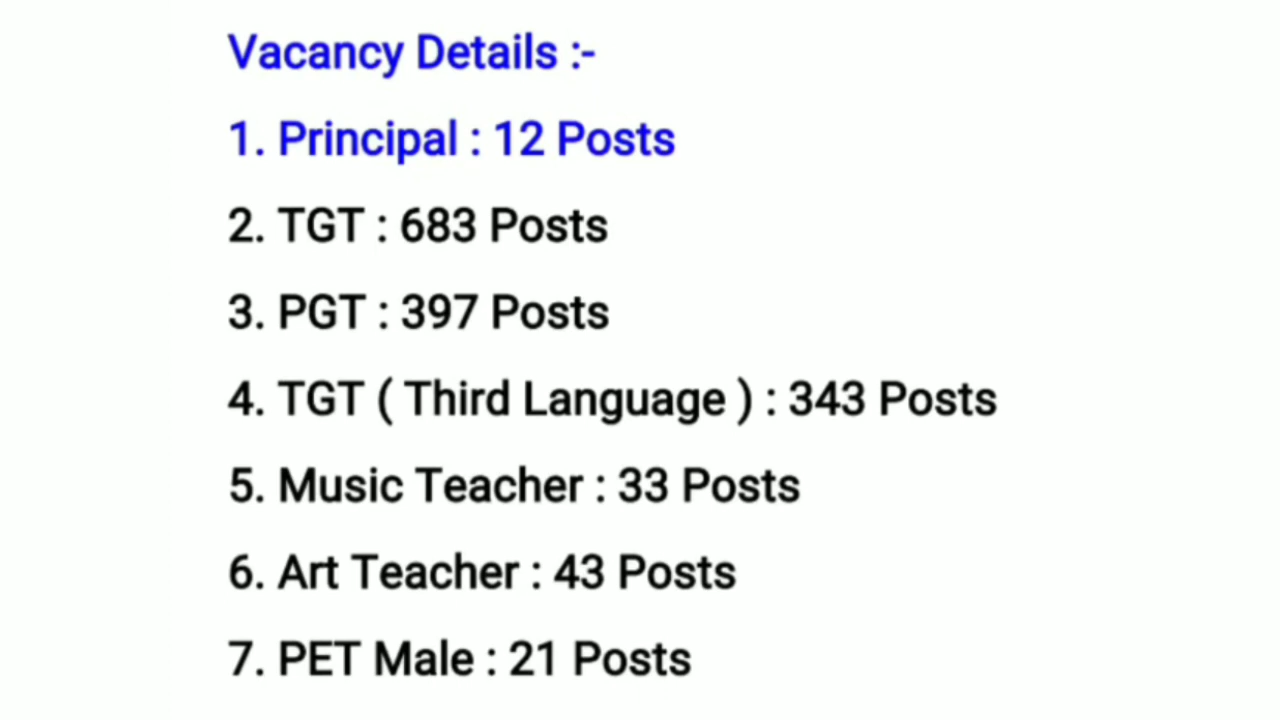 Vacancy Details :-
1. Principal : 12 Posts
2. TGT : 683 Posts
3. PGT : 397 Posts
4. TGT ( Third Language ) : 343 Posts
5. Music Teacher : 33 Posts
6. Art Teacher : 43 Posts
7. PET Male : 21 Posts